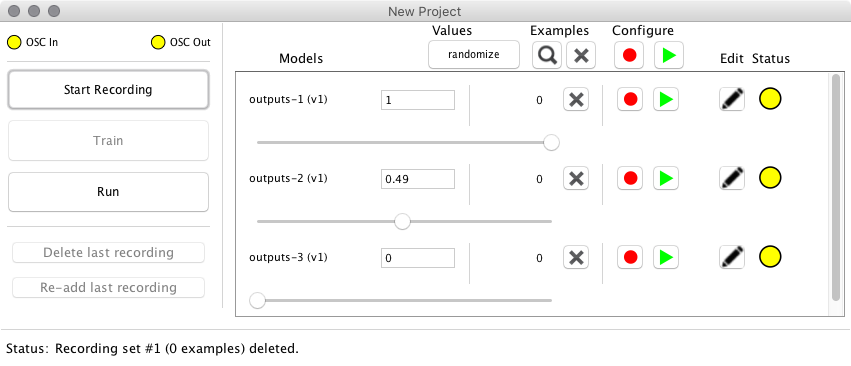 New Project
OSC In
OSC Out
Start Recording
Train
Run
Delete last recording
Re-add last recording
Values
Examples
Configure
Models
randomize
Edit
Status
outputs-1 (v1)
1
0
outputs-2 (v1)
0.49
0
outputs-3 (v1)
0
0
Status: Recording set #1 (0 examples) deleted.